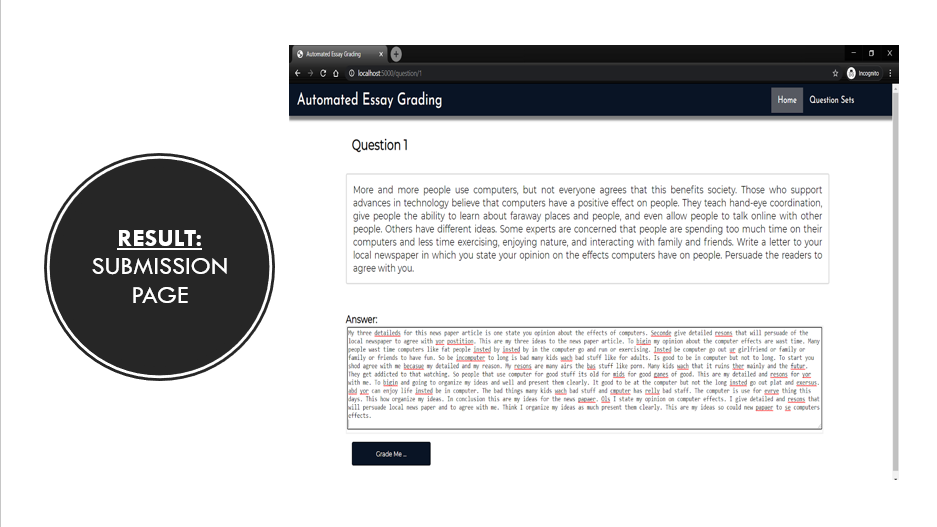 RESULT:
SUBMISSION
PAGE
Automated Essay Grading
localhost:5000/question/1
Incognito
Automated Essay Grading
Home
Question Sets
Question 1
More and more people use computers, but not everyone agrees that this benefits society. Those who support
advances in technology believe that computers have a positive effect on people. They teach hand-eye coordination,
give people the ability to learn about faraway places and people, and even allow people to talk online with other
people. Others have different ideas. Some experts are concerned that people are spending too much time on their
computers and less time exercising, enjoying nature, and interacting with family and friends. Write a letter to your
local newspaper in which you state your opinion on the effects computers have on people. Persuade the readers to
agree with you.
Answer:
My three detaileds for this news paper article is one state you opinion about the effects of computers. Seconde give detailed resons that will persuade of the
local newspaper to agree with yor postition. This are my three ideas to the news paper article. To bigin my opinion about the computer effects are wast time. Many
people wast time computers like fat people insted by insted by in the computer go and run or exercising. Insted be computer go out ur girlfriend or family or
family or friends to have fun. So be incomputer to long is bad many kids wach bad stuff like for adults. Is good to be in computer but not to long. To start you
shod agree with me becasue my detailed and my reason. My resons are many airs the bas stuff like porn. Many kids wach that it ruins ther mainly and the fatur.
They get addicted to that watching. So people that use computer for good stuff its old for mids for good games of good. This are my detailed and resons for yor
with me. To bigin and going to organize my ideas and well and present them clearly. It good to be at the computer but not the long insted go out plat and exersus.
abd yor can enjoy life insted be in computer. The bad things many kids wach bad stuff and cmputer has relly bad staff. The computer is use for evrye thing this
days. This how organize my ideas. In conclusion this are my ideas for the news papaer. Ols I state my opinion on computer effects. I give detailed and resons that
will persuade local news paper and to agree with me. Think I organize my ideas as much present them clearly. This are my ideas so could new papaer to se computers
effects.
Grade Me ..